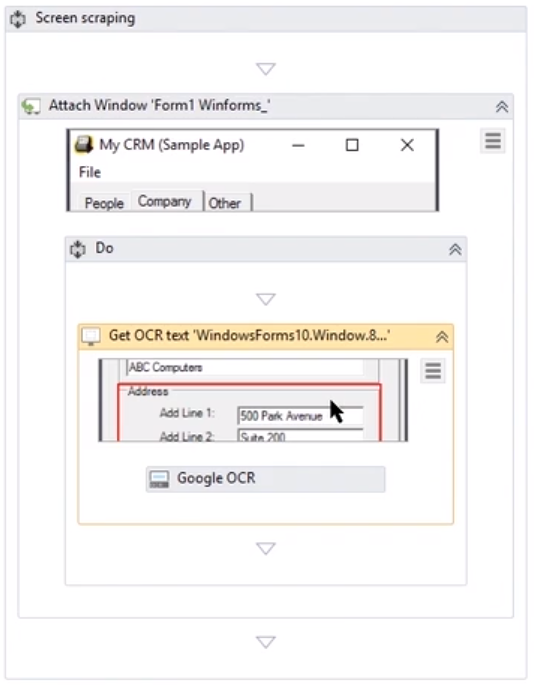 Screen scraping
Attach Window 'Form1 Winforms_'
My CRM (Sample App)
File
People Company Other
Do
Get OCR text 'WindowsForms10.Window.8...'
ABC Computers
Address
Add Line 1: 500 Park Avenue
Add Line 2: Suite 200
Google OCR